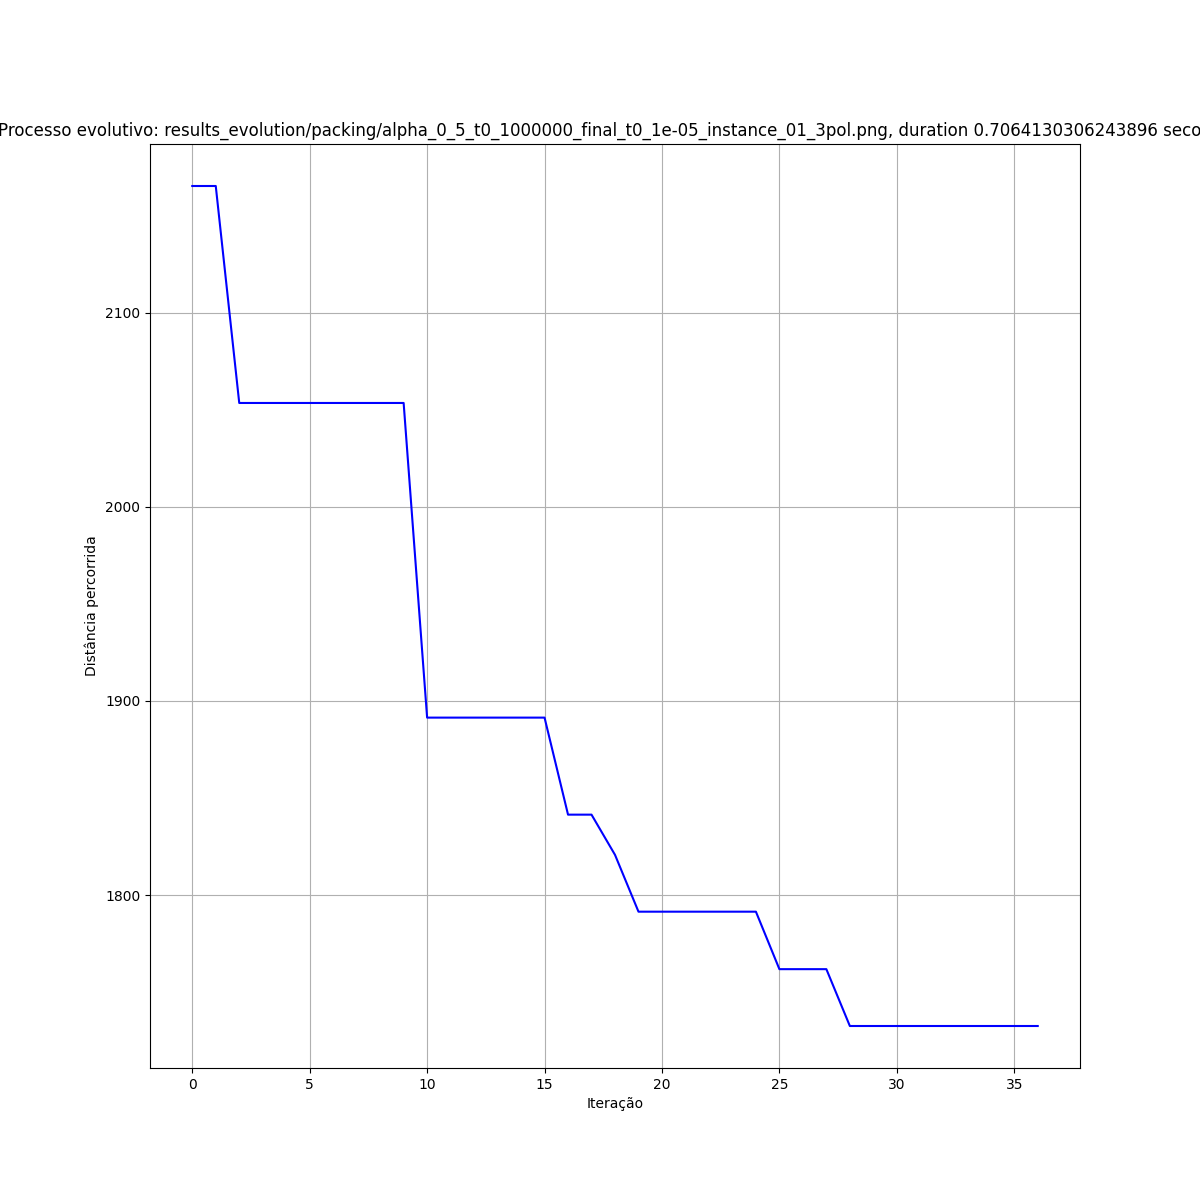 Processo evolutivo: results_evolution/packing/alpha_0_5_t0_1000000_final_t0_1e-05_instance_01_3pol.png, duration 0.7064130306243896 seco
2100
2000
1900
1800
Distância percorrida
0 5 10 15 20 25 30 35
Iteração